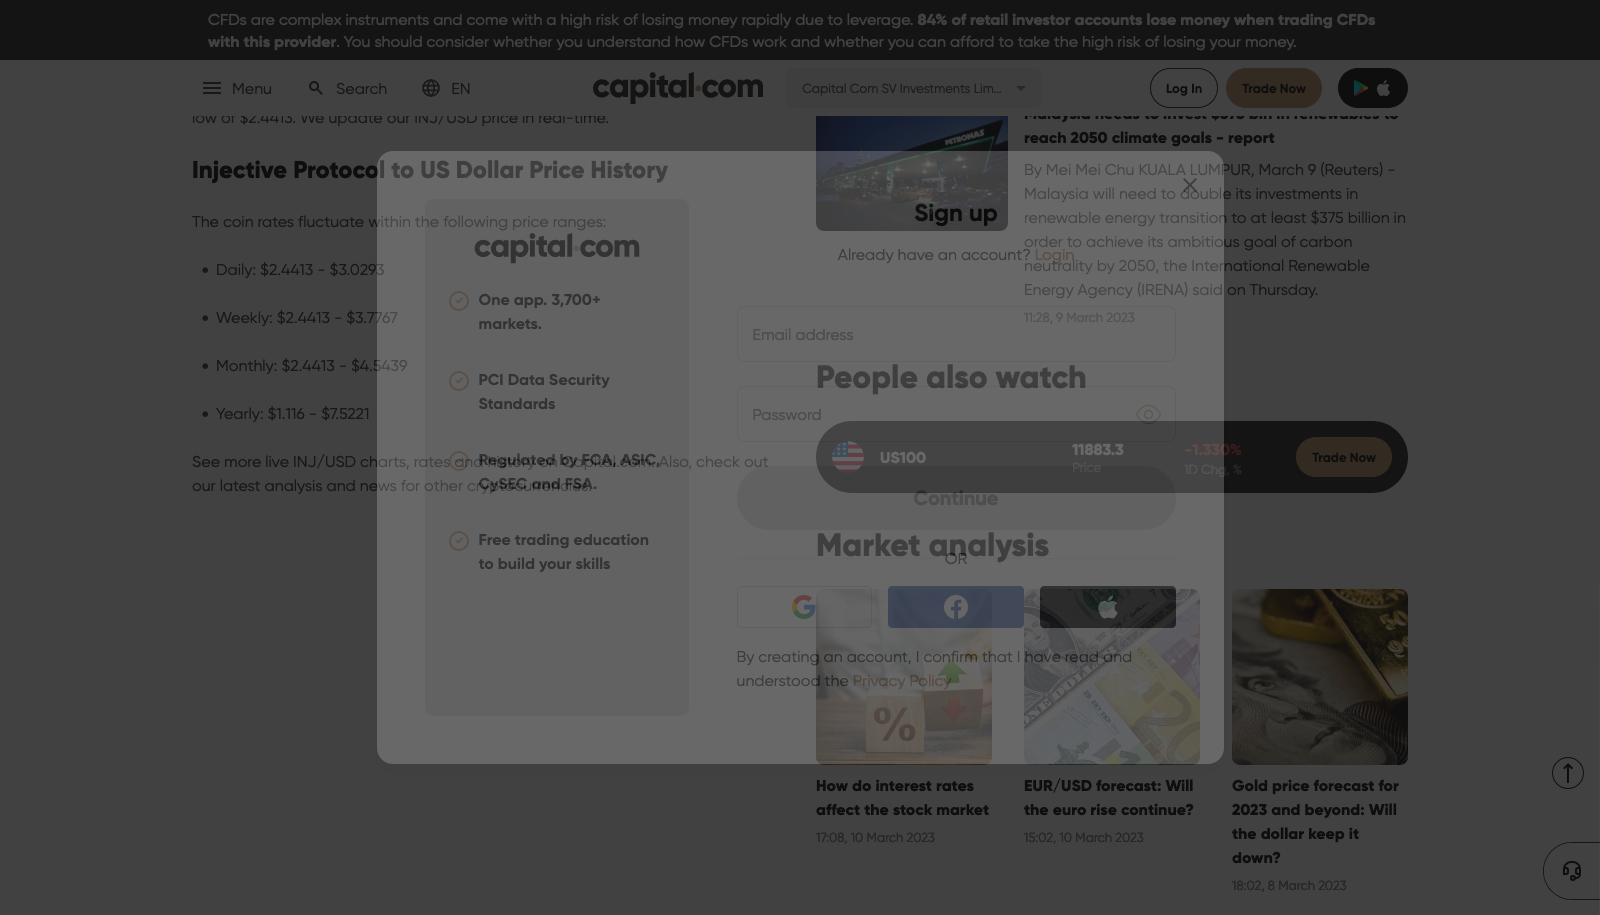 CFDs are complex instruments and come with a high risk of losing money rapidly due to leverage. 84% of retail investor accounts lose money when trading CFDs
with this provider. You should consider whether you understand how CFDs work and whether you can afford to take the high risk of losing your money.
Menu
Search
EN
capital.com
Capital Com SV Investments Lim...
Log In
Trade Now
low of $2.4413. We update our INJ/USD price in real-time.
Injective Protocol to US Dollar Price History
The coin rates fluctuate within the following price ranges:
Daily: $2.4413 - $3.0293
Weekly: $2.4413 - $3.7767
Monthly: $2.4413 - $4.5439
Yearly: $1.116 - $7.5221
See more live INJ/USD charts, rates and history on Capital.com. Also, check out
our latest analysis and news for other cryptocurrencies.
capital.com
One app. 3,700+
markets.
PCI Data Security
Standards
Regulated by FCA, ASIC,
CySEC and FSA.
Free trading education
to build your skills
Sign up
Already have an account? Login
Email address
Password
Continue
OR
By creating an account, I confirm that I have read and
understood the Privacy Policy
PETRONAS
Malaysia needs to invest $375 bln in renewables to
reach 2050 climate goals - report
By Mei Mei Chu KUALA LUMPUR, March 9 (Reuters) -
Malaysia will need to double its investments in
renewable energy transition to at least $375 billion in
order to achieve its ambitious goal of carbon
neutrality by 2050, the International Renewable
Energy Agency (IRENA) said on Thursday.
11:28, 9 March 2023
People also watch
US100
11883.3
Price
-1.330%
1D Chg, %
Trade Now
Market analysis
%
How do interest rates
affect the stock market
17:08, 10 March 2023
EUR/USD forecast: Will
the euro rise continue?
15:02, 10 March 2023
Gold price forecast for
2023 and beyond: Will
the dollar keep it
down?
18:02, 8 March 2023